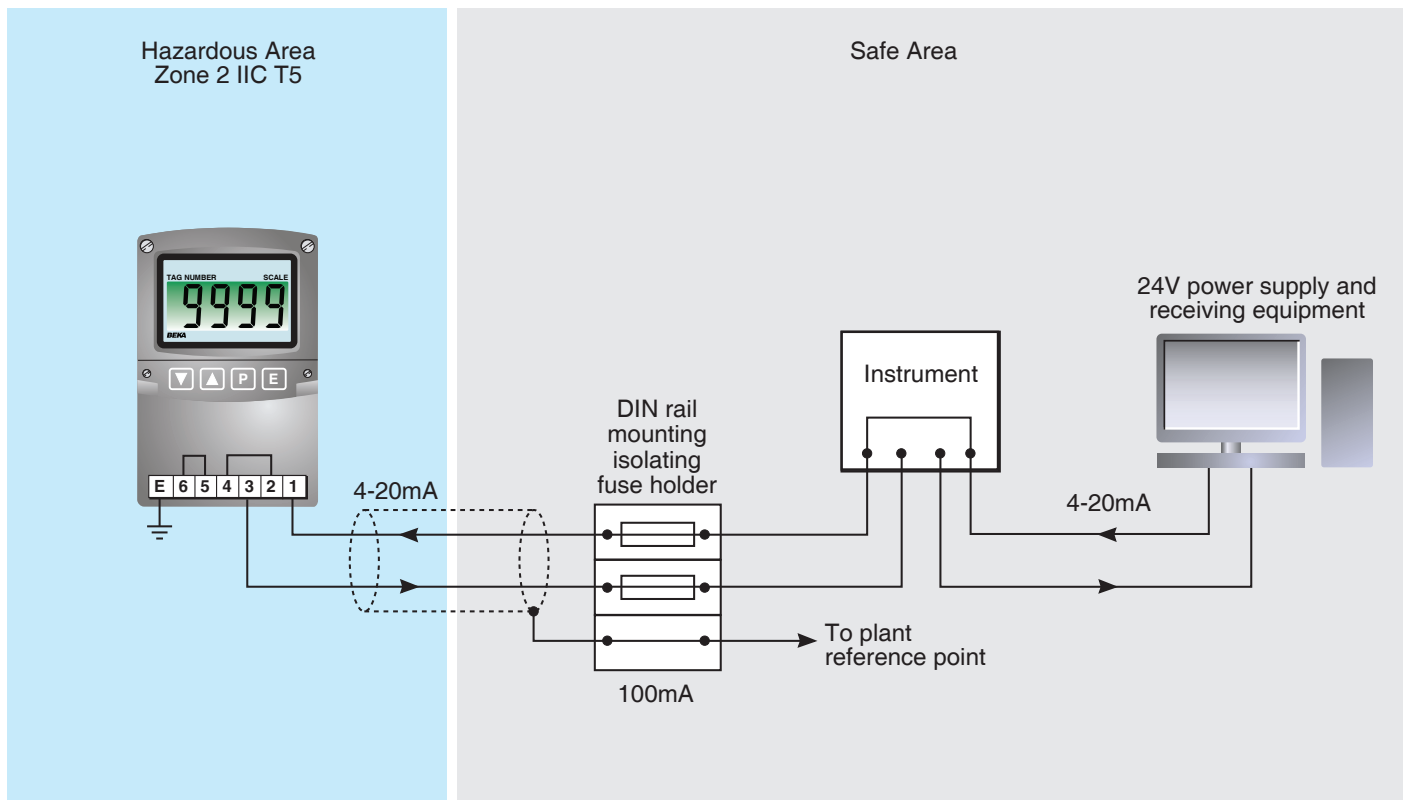 Hazardous Area
Zone 2 IIC T5
Safe Area
TAG NUMBER SCALE
9999
BEKA
P E
E 6 5 4 3 2 1
4-20mA
DIN rail
mounting
isolating
fuse holder
100mA
To plant
reference point
Instrument
24V power supply and
receiving equipment
4-20mA